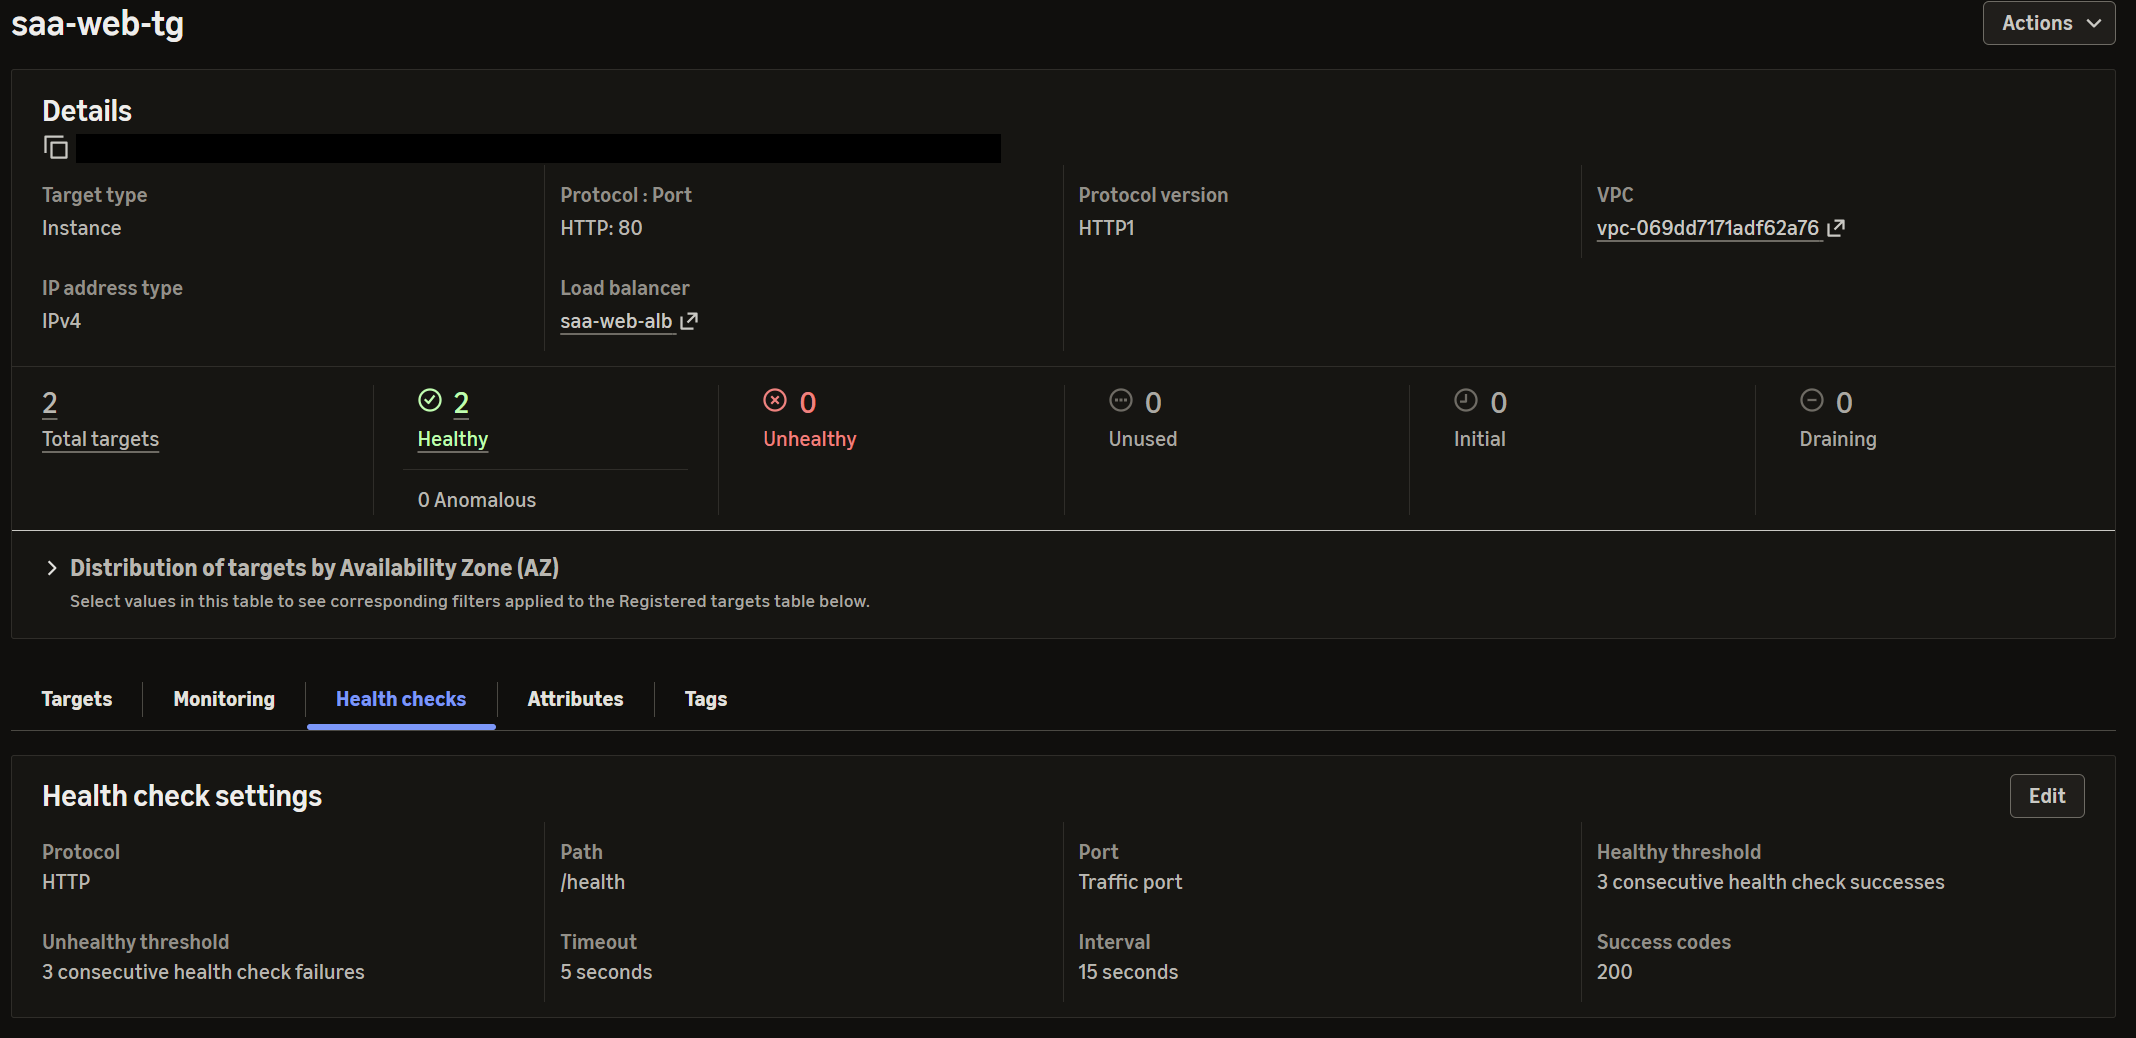 saa-web-tg
Actions
Details
Target type
Instance
Protocol : Port
HTTP: 80
Protocol version
HTTP1
VPC
vpc-069dd7171adf62a76
IP address type
IPv4
Load balancer
saa-web-alb
2
Total targets
2
Healthy
0 Anomalous
0
Unhealthy
0
Unused
0
Initial
0
Draining
Distribution of targets by Availability Zone (AZ)
Select values in this table to see corresponding filters applied to the Registered targets table below.
Targets
Monitoring
Health checks
Attributes
Tags
Health check settings
Edit
Protocol
HTTP
Path
/health
Port
Traffic port
Healthy threshold
3 consecutive health check successes
Unhealthy threshold
3 consecutive health check failures
Timeout
5 seconds
Interval
15 seconds
Success codes
200